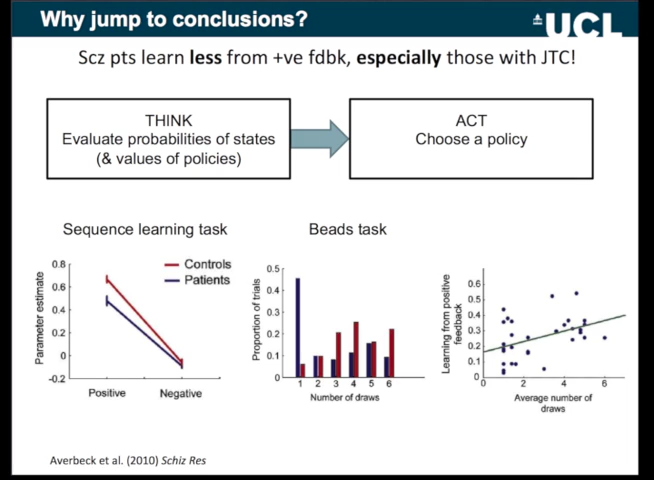 Why jump to conclusions?
UCL
Scz pts learn less from +ve fdbk, especially those with JTC!
THINK
Evaluate probabilities of states
(& values of policies)
ACT
Choose a policy
Sequence learning task
Beads task
Parameter estimate
0.8
0.6
0.4
0.2
0
-0.2
Controls
Patients
Positive
Negative
Proportion of trials
0.5
0.4
0.3
0.2
0.1
0
1 2 3 4 5 6
Number of draws
Learning from positive
feedback
0.6
0.5
0.4
0.3
0.2
0.1
0
0 2 4 6
Average number of
draws
Averbeck et al. (2010) Schiz Res